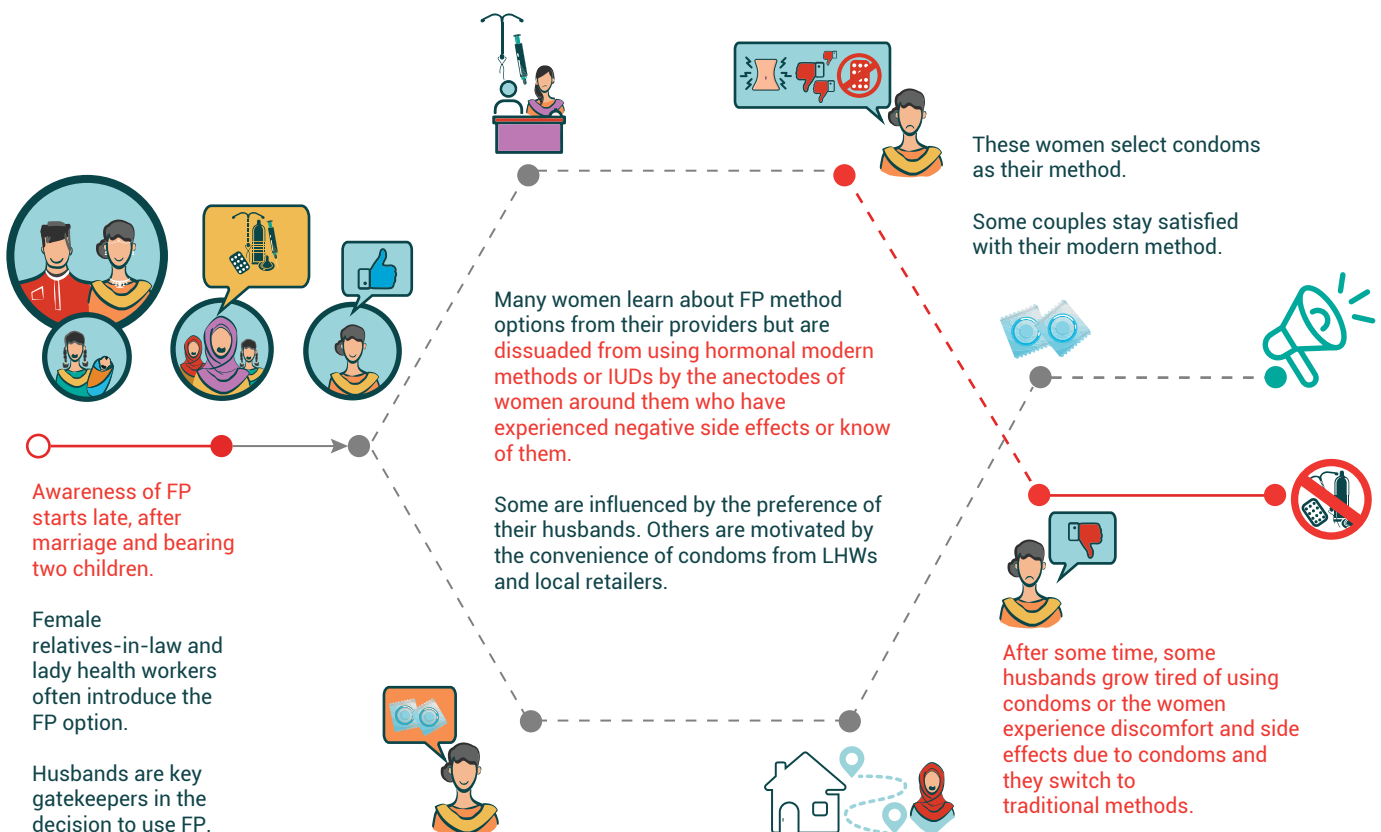 Awareness of FP
starts late, after
marriage and bearing
two children.
Female
relatives-in-law and
lady health workers
often introduce the
FP option.
Husbands are key
gatekeepers in the
decision to use FP.
Many women learn about FP method
options from their providers but are
dissuaded from using hormonal modern
methods or IUDs by the anectodes of
women around them who have
experienced negative side effects or know
of them.
Some are influenced by the preference of
their husbands. Others are motivated by
the convenience of condoms from LHWs
and local retailers.
These women select condoms
as their method.
Some couples stay satisfied
with their modern method.
After some time, some
husbands grow tired of using
condoms or the women
experience discomfort and side
effects due to condoms and
they switch to
traditional methods.